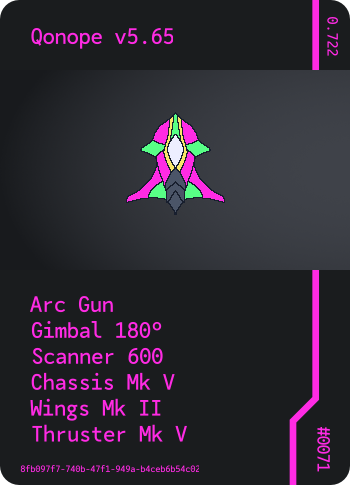 Qonope v5.65
0.722
Arc Gun
Gimbal 180°
Scanner 600
Chassis Mk V
Wings Mk II
Thruster Mk V
#0071
8fb097f7-740b-47f1-949a-b4ceb6b54c02